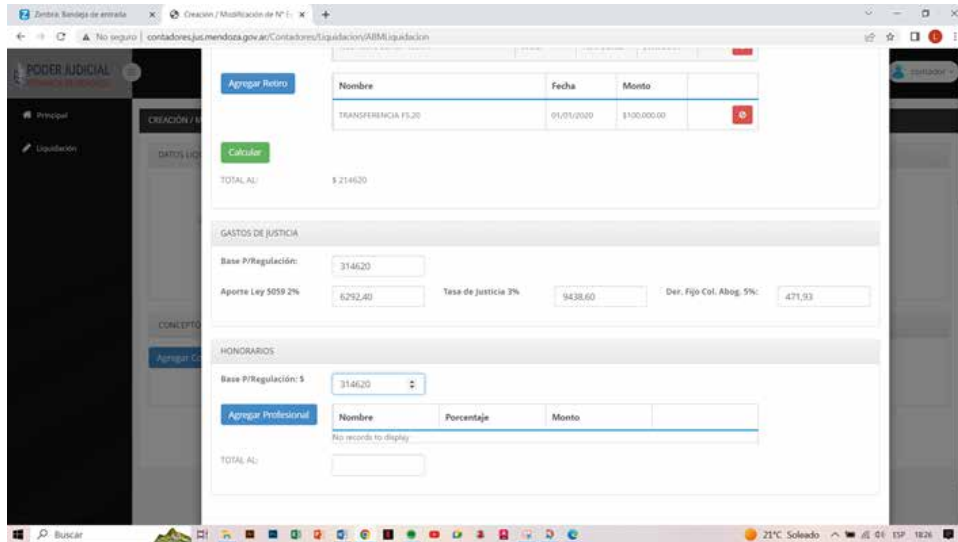 Zimbra: Bandeja de entrada
Creación / Modificación de N° E
No seguro contadores.jus.mendoza.gov.ar/Contadores/Liquidacion/ABMLiquidacion
PODER JUDICIAL
contador
Principal
Liquidación
CREACIÓN / M
DATOS LIQ
CONCEPTO
Agregar Co
Agregar Retiro
Nombre Fecha Monto
TRANSFERENCIA FS.20 01/01/2020 $100,000.00
Calcular
TOTAL AL: $ 214620
GASTOS DE JUSTICIA
Base P/Regulación: 314620
Aporte Ley 5059 2% 6292,40 Tasa de Justicia 3% 9438,60 Der. Fijo Col. Abog. 5%: 471,93
HONORARIOS
Base P/Regulación: $ 314620
Agregar Profesional Nombre Porcentaje Monto
No records to display
TOTAL AL:
Buscar
21°C Soleado ESP 18:26